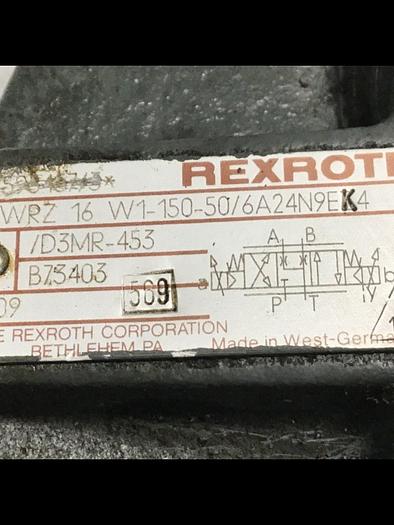 REXROTH
WRZ 16 W1-150-50/6A24N9EK4
/D3MR-453
B73403
569
09
A B
a
b
P T
y
E REXROTH CORPORATION
BETHLEHEM PA
Made in West-Germa